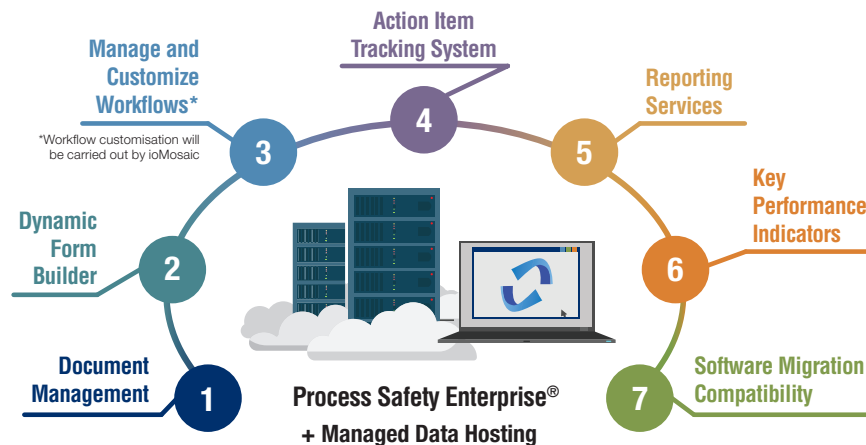 Action Item
Tracking System
4
Manage and
Customize
Workflows*
*Workflow customisation will
be carried out by ioMosaic
3
Reporting
Services
5
Dynamic
Form
Builder
2
Key
Performance
Indicators
6
Document
Management
1
Software Migration
Compatibility
7
Process Safety Enterprise®
+ Managed Data Hosting